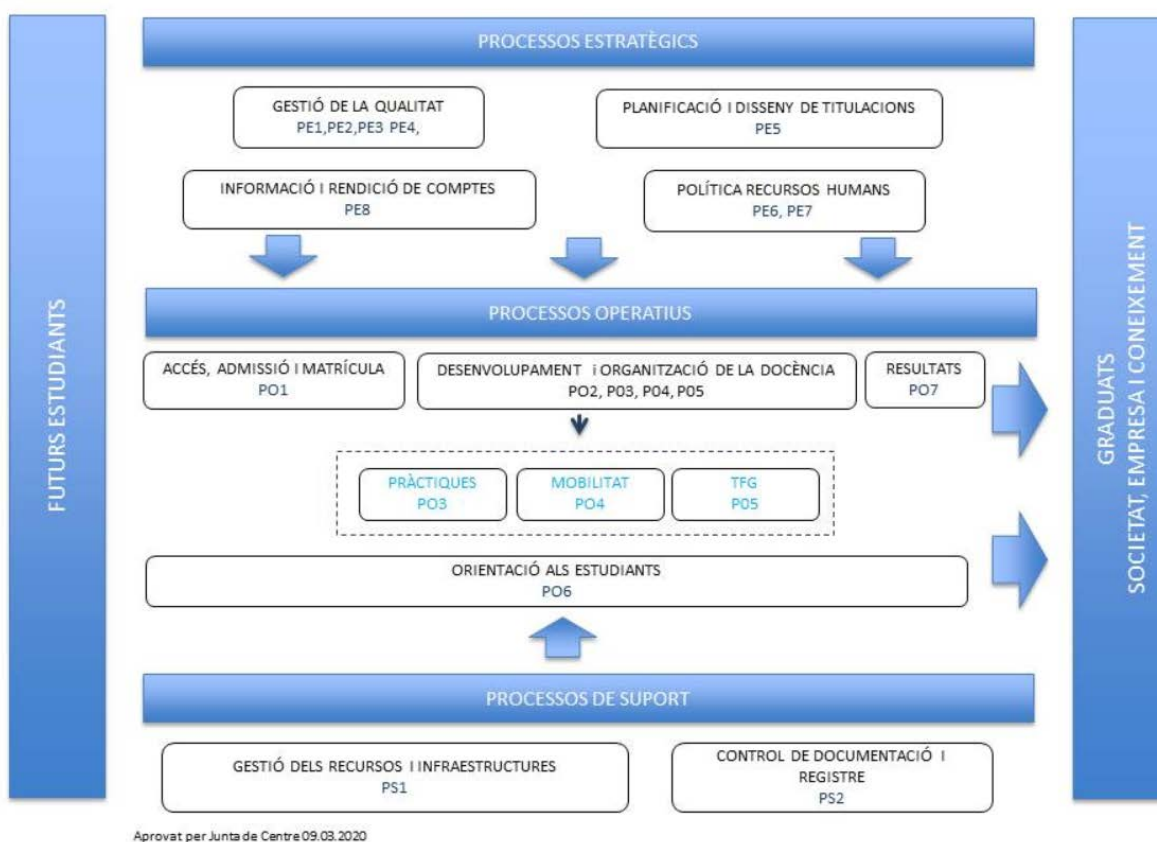 FUTURS ESTUDIANTS
PROCESSOS ESTRATÈGICS
GESTIÓ DE LA QUALITAT
PE1,PE2,PE3 PE4,
PLANIFICACIÓ I DISSENY DE TITULACIONS
PE5
INFORMACIÓ I RENDICIÓ DE COMPTES
PE8
POLÍTICA RECURSOS HUMANS
PE6, PE7
PROCESSOS OPERATIUS
ACCÉS, ADMISSIÓ I MATRÍCULA
PO1
DESENVOLUPAMENT i ORGANITZACIÓ DE LA DOCÈNCIA
PO2, P03, P04, P05
RESULTATS
PO7
PRÀCTIQUES
PO3
MOBILITAT
PO4
TFG
P05
ORIENTACIÓ ALS ESTUDIANTS
PO6
PROCESSOS DE SUPORT
GESTIÓ DELS RECURSOS I INFRAESTRUCTURES
PS1
CONTROL DE DOCUMENTACIÓ I
REGISTRE
PS2
GRADUATS
SOCIETAT, EMPRESA I CONEIXEMENT
Aprovat per Junta de Centre 09.03.2020